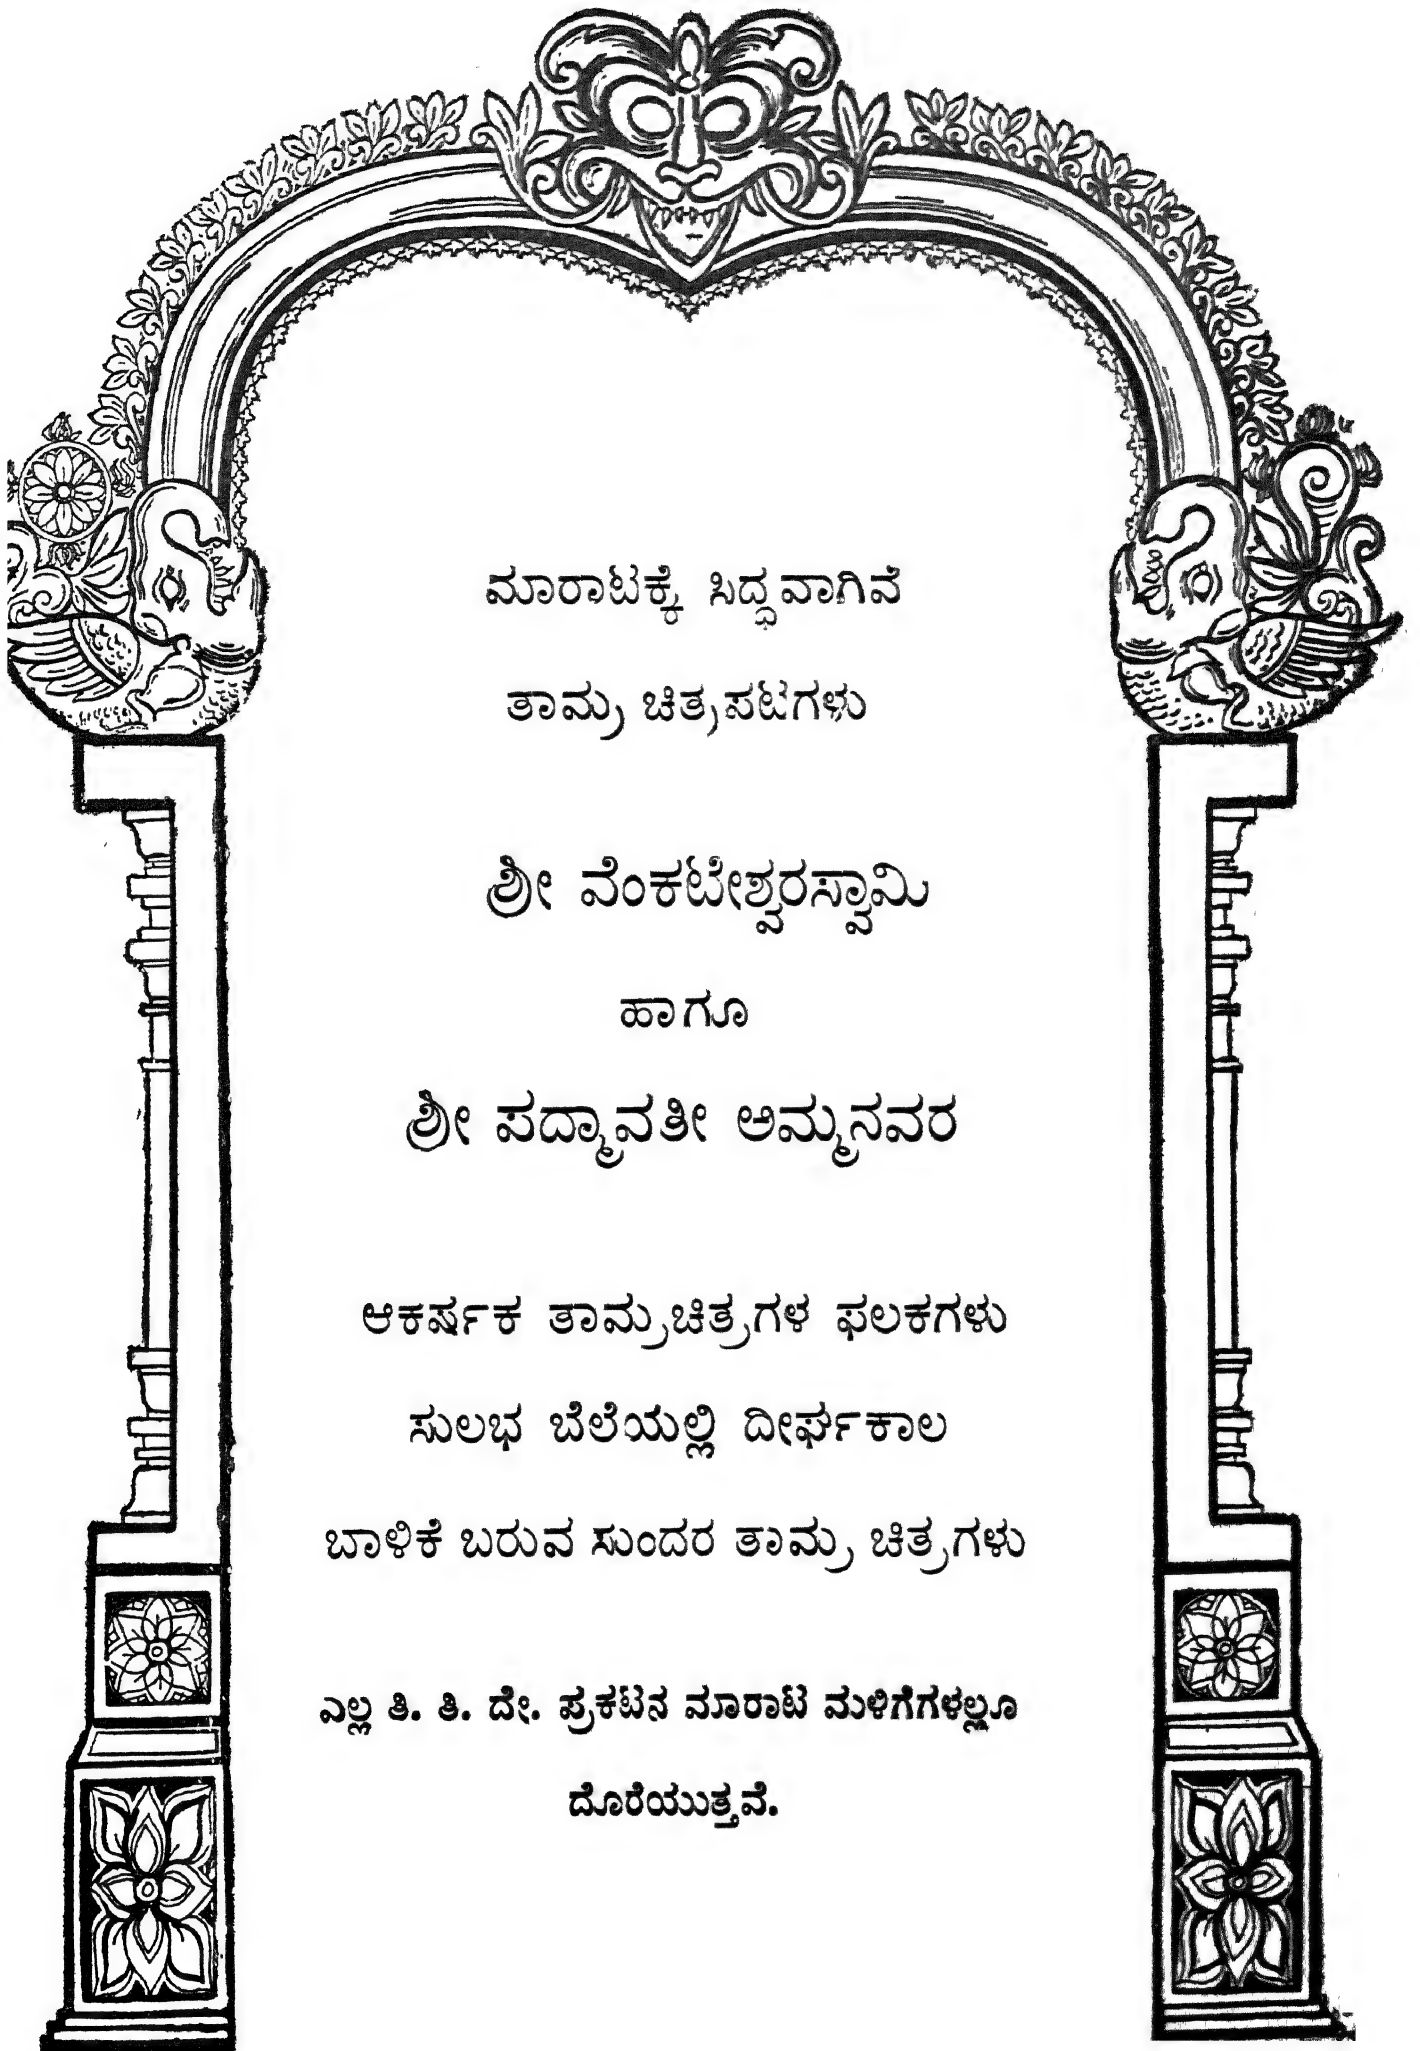 ಮಾರಾಟಕ್ಕೆ ಸಿದ್ಧವಾಗಿವೆ
ತಾಮ್ರ ಚಿತ್ರಪಟಗಳು
ಶ್ರೀ ವೆಂಕಟೇಶ್ವರಸ್ವಾಮಿ
ಹಾಗೂ
ಶ್ರೀ ಪದ್ಮಾವತೀ ಅಮ್ಮನವರ
ಆಕರ್ಷಕ ತಾಮ್ರಚಿತ್ರಗಳ ಫಲಕಗಳು
ಸುಲಭ ಬೆಲೆಯಲ್ಲಿ ದೀರ್ಘಕಾಲ
ಬಾಳಿಕೆ ಬರುವ ಸುಂದರ ತಾಮ್ರ ಚಿತ್ರಗಳು
ಎಲ್ಲ ತಿ. ತಿ. ದೇ. ಪ್ರಕಟನ ಮಾರಾಟ ಮಳಿಗೆಗಳಲ್ಲೂ
ದೊರೆಯುತ್ತವೆ.